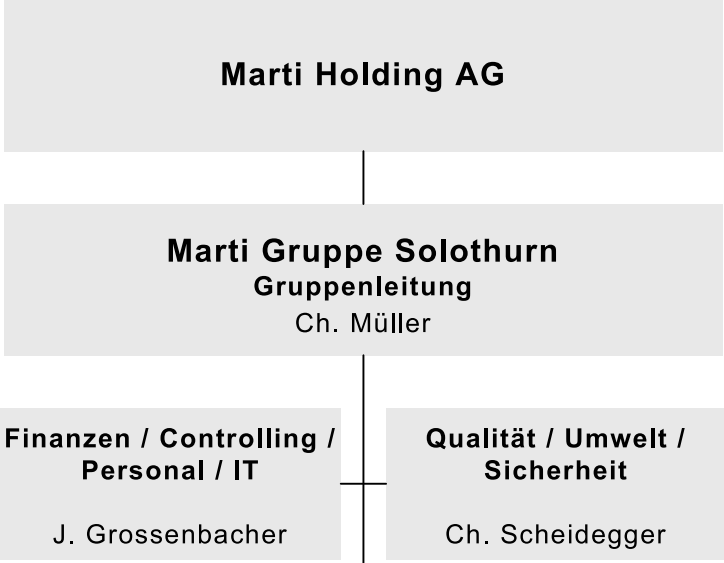 Marti Holding AG
Marti Gruppe Solothurn
Gruppenleitung
Ch. Müller
Finanzen / Controlling /
Personal / IT
J. Grossenbacher
Qualität / Umwelt /
Sicherheit
Ch. Scheidegger